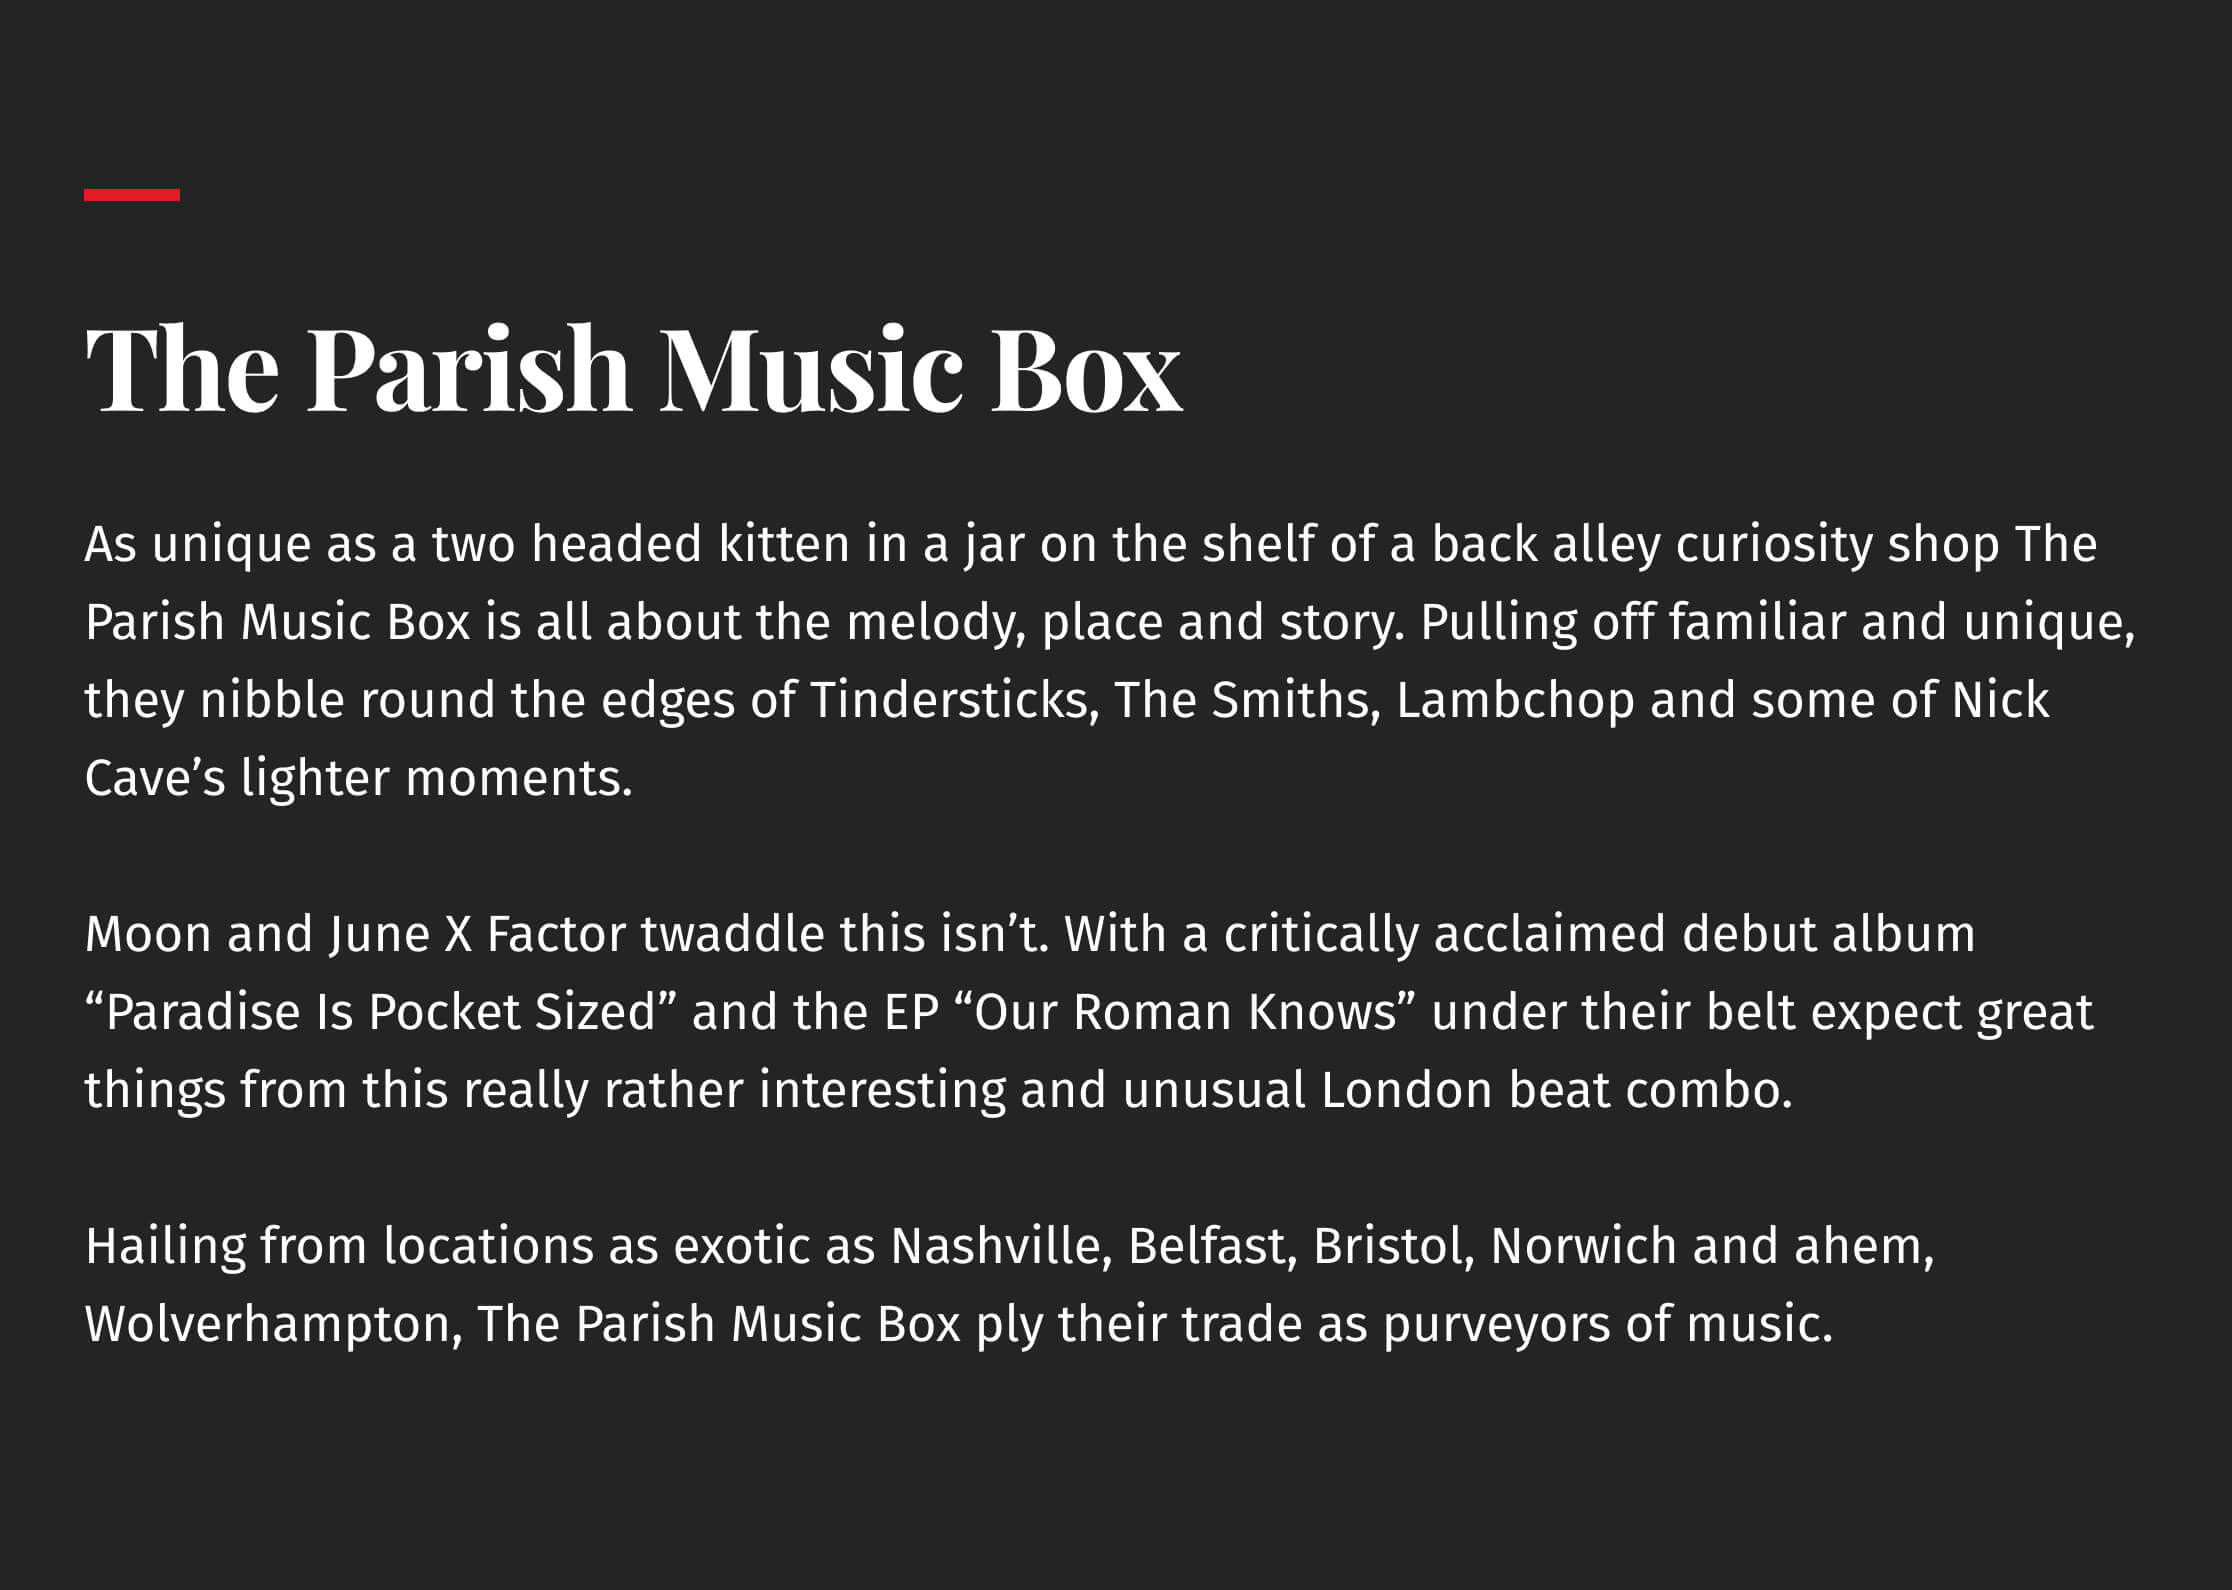 The Parish Music Box
As unique as a two headed kitten in a jar on the shelf of a back alley curiosity shop The
Parish Music Box is all about the melody, place and story. Pulling off familiar and unique,
they nibble round the edges of Tindersticks, The Smiths, Lambchop and some of Nick
Cave’s lighter moments.
Moon and June X Factor twaddle this isn’t. With a critically acclaimed debut album
“Paradise Is Pocket Sized” and the EP “Our Roman Knows” under their belt expect great
things from this really rather interesting and unusual London beat combo.
Hailing from locations as exotic as Nashville, Belfast, Bristol, Norwich and ahem,
Wolverhampton, The Parish Music Box ply their trade as purveyors of music.